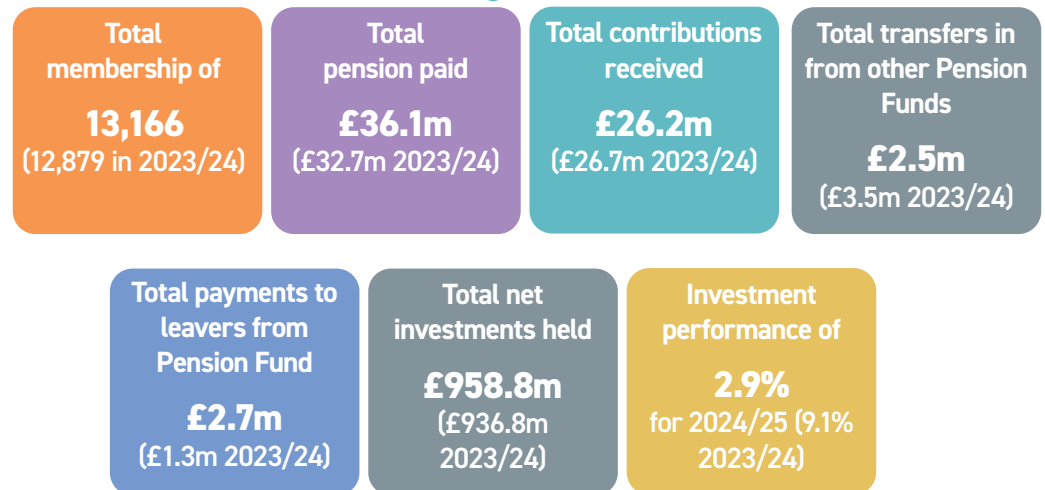 Total
membership of
13,166
(12,879 in 2023/24)
Total
pension paid
£36.1m
(£32.7m 2023/24)
Total contributions
received
£26.2m
(£26.7m 2023/24)
Total transfers in
from other Pension
Funds
£2.5m
(£3.5m 2023/24)
Total payments to
leavers from
Pension Fund
£2.7m
(£1.3m 2023/24)
Total net
investments held
£958.8m
(£936.8m
2023/24)
Investment
performance of
2.9%
for 2024/25 (9.1%
2023/24)